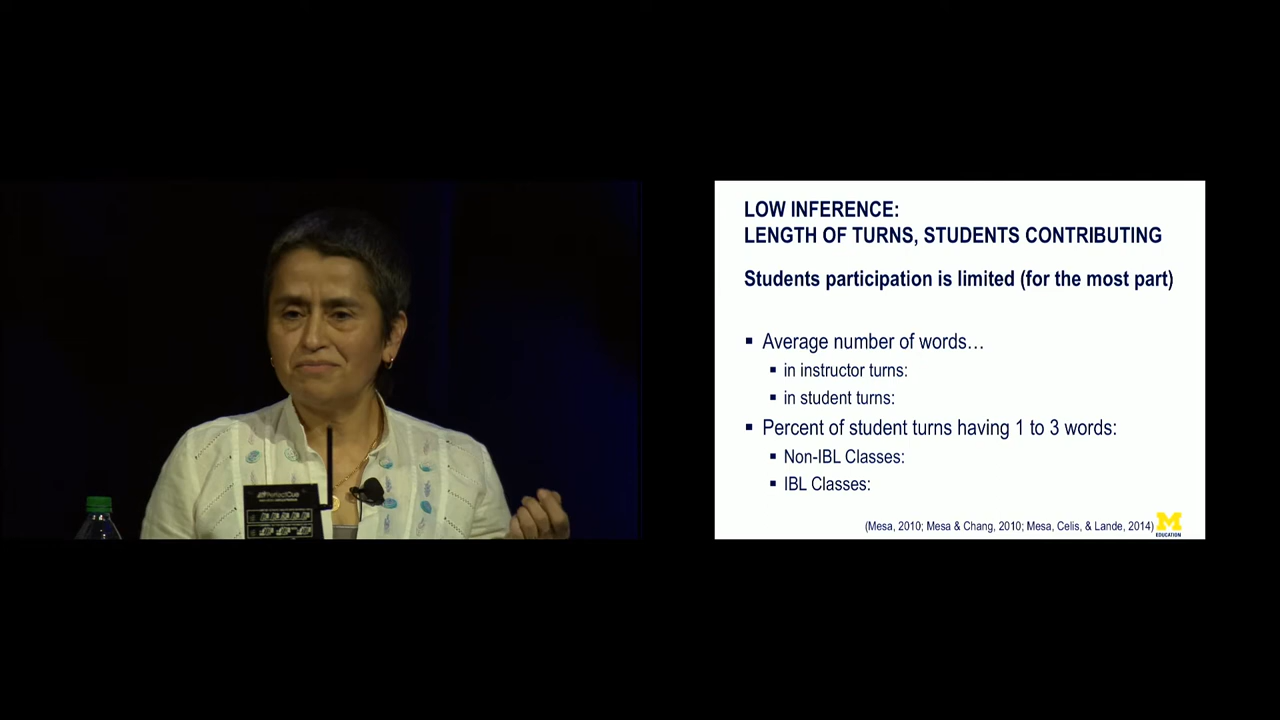 PerfectCue
LOW INFERENCE:
LENGTH OF TURNS, STUDENTS CONTRIBUTING
Students participation is limited (for the most part)
▪ Average number of words…
▪ in instructor turns:
▪ in student turns:
▪ Percent of student turns having 1 to 3 words:
▪ Non-IBL Classes:
▪ IBL Classes:
(Mesa, 2010; Mesa & Chang, 2010; Mesa, Celis, & Lande, 2014)
M
EDUCATION